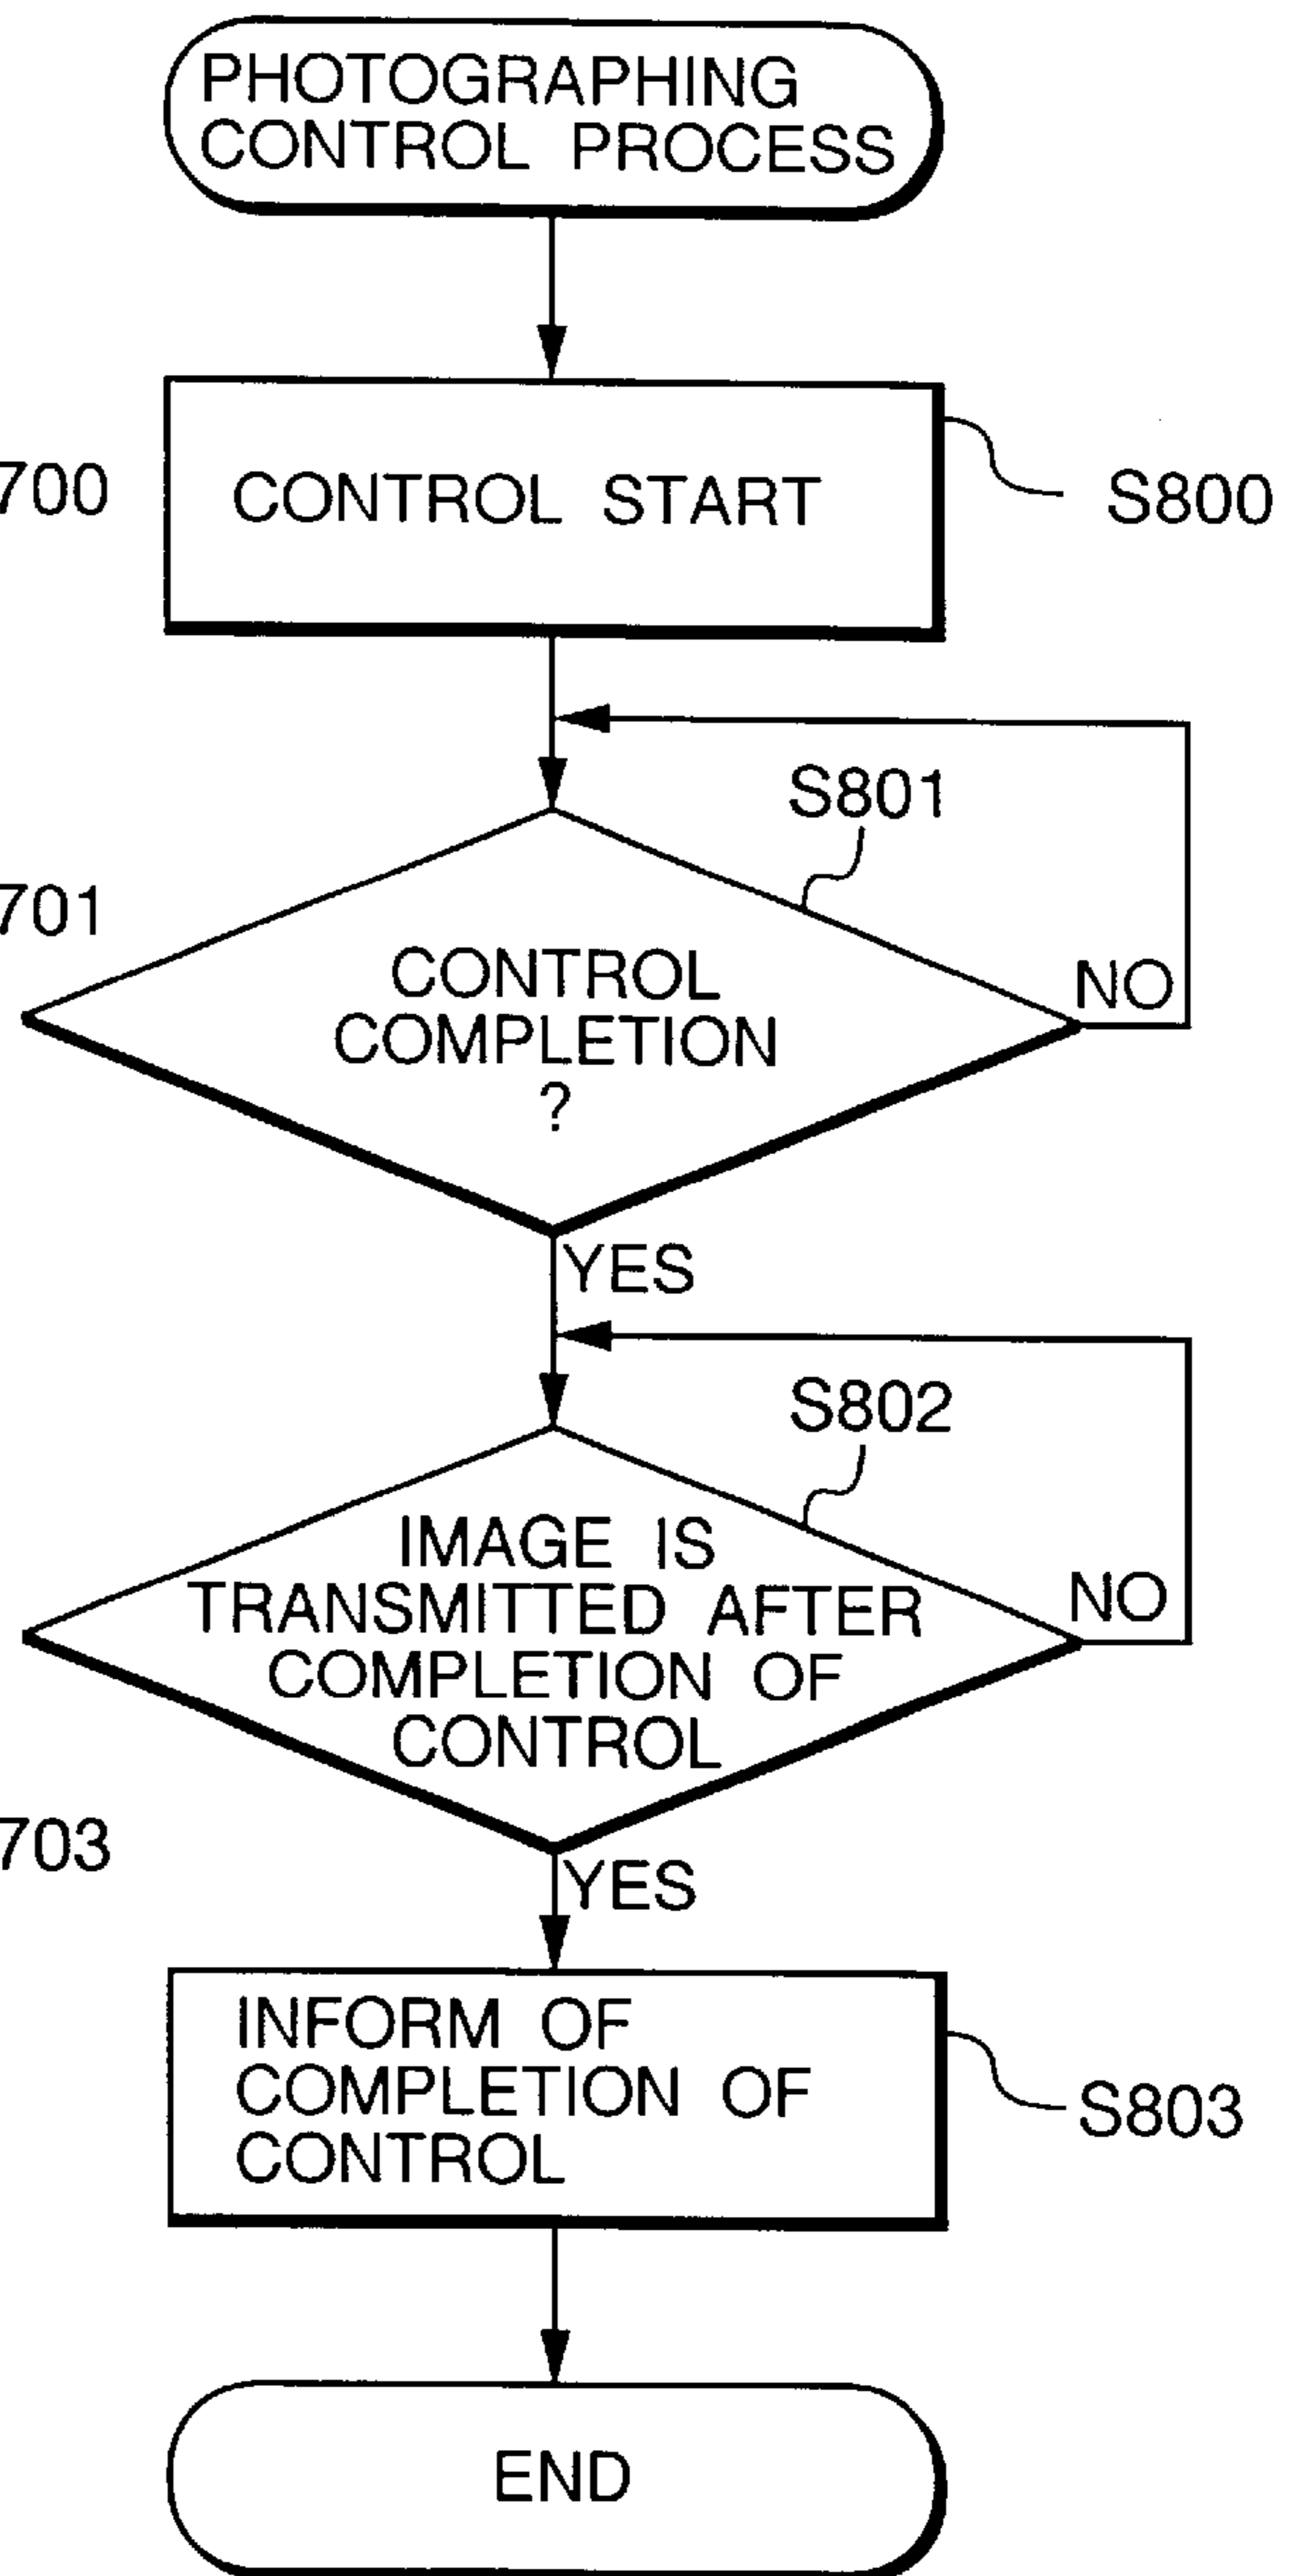 PHOTOGRAPHING
CONTROL PROCESS
700
CONTROL START
S800
S801
701
CONTROL
COMPLETION
?
NO
YES
S802
IMAGE IS
TRANSMITTED AFTER
COMPLETION OF
CONTROL
NO
703
YES
INFORM OF
COMPLETION OF
CONTROL
S803
END